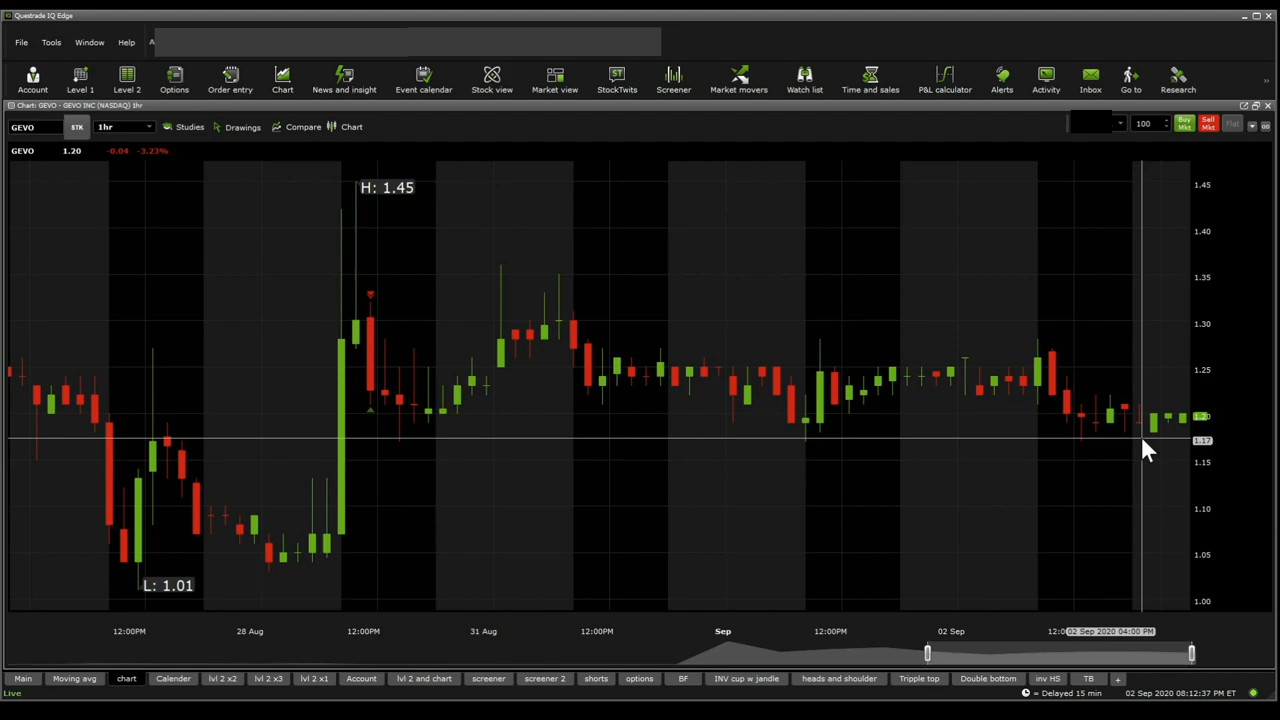 Questrade IQ Edge
File Tools Window Help A
Account Level 1 Level 2 Options Order entry Chart News and insight Event calendar Stock view Market view StockTwits Screener Market movers Watch list Time and sales P&L calculator Alerts Activity Inbox Go to Research
Chart: GEVO - GEVO INC (NASDAQ) 1hr
GEVO STK 1hr Studies Drawings Compare Chart 100 Buy Mkt Sell Mkt Flat
GEVO 1.20 -0.04 -3.23%
H: 1.45
1.45
1.40
1.35
1.30
1.25
1.20
1.17
1.15
1.10
1.05
L: 1.01
1.00
12:00PM 28 Aug 12:00PM 31 Aug 12:00PM Sep 12:00PM 02 Sep 12:0 02 Sep 2020 04:00 PM
Main Moving avg chart Calender lvl 2 x2 lvl 2 x3 lvl 2 x1 Account lvl 2 and chart screener screener 2 shorts options BF INV cup w jandle heads and shoulder Tripple top Double bottom inv HS TB +
Live = Delayed 15 min 02 Sep 2020 08:12:37 PM ET